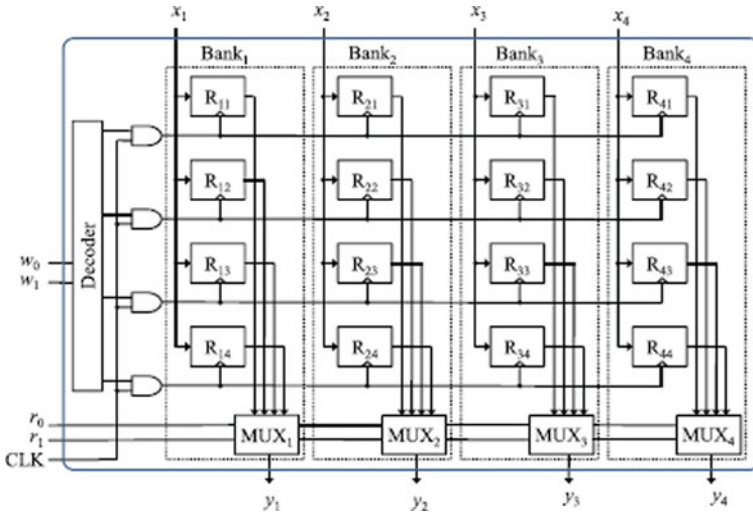 x₁ x₂ x₃ x₄
Bank₁ Bank₂ Bank₃ Bank₄
R₁₁ R₂₁ R₃₁ R₄₁
R₁₂ R₂₂ R₃₂ R₄₂
Decoder
w₀
w₁
R₁₃ R₂₃ R₃₃ R₄₃
R₁₄ R₂₄ R₃₄ R₄₄
r₀
r₁
CLK
MUX₁ MUX₂ MUX₃ MUX₄
y₁ y₂ y₃ y₄